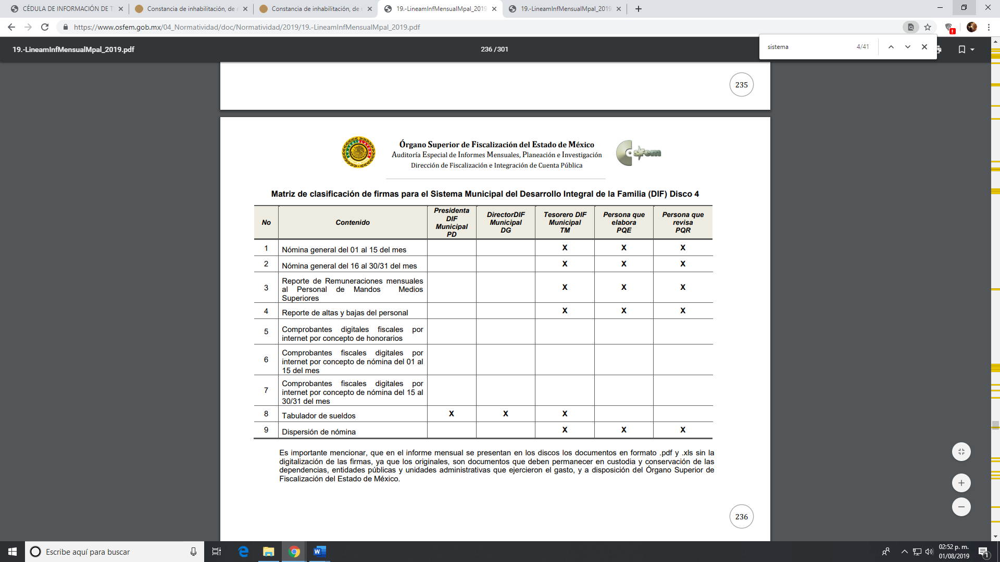 CÉDULA DE INFORMACIÓN DE T
Constancia de inhabilitación, de
Constancia de inhabilitación, de
19.-LineamInfMensualMpal_2019
19.-LineamInfMensualMpal_2019
https://www.osfem.gob.mx/04_Normatividad/doc/Normatividad/2019/19.-LineamInfMensualMpal_2019.pdf
19.-LineamInfMensualMpal_2019.pdf
236 / 301
sistema
4/41
235
Órgano Superior de Fiscalización del Estado de México
Auditoría Especial de Informes Mensuales, Planeación e Investigación
Dirección de Fiscalización e Integración de Cuenta Pública
sfem
Matriz de clasificación de firmas para el Sistema Municipal del Desarrollo Integral de la Familia (DIF) Disco 4
No
Contenido
Presidenta
DIF
Municipal
PD
DirectorDIF
Municipal
DG
Tesorero DIF
Municipal
TM
Persona que
elabora
PQE
Persona que
revisa
PQR
1 Nómina general del 01 al 15 del mes X X X
2 Nómina general del 16 al 30/31 del mes X X X
3 Reporte de Remuneraciones mensuales
al Personal de Mandos Medios
Superiores
X X X
4 Reporte de altas y bajas del personal X X X
5 Comprobantes digitales fiscales por
internet por concepto de honorarios
6 Comprobantes fiscales digitales por
internet por concepto de nómina del 01 al
15 del mes
7 Comprobantes fiscales digitales por
internet por concepto de nómina del 15 al
30/31 del mes
8 Tabulador de sueldos X X X
9 Dispersión de nómina X X X
Es importante mencionar, que en el informe mensual se presentan en los discos los documentos en formato .pdf y .xls sin la
digitalización de las firmas, ya que los originales, son documentos que deben permanecer en custodia y conservación de las
dependencias, entidades públicas y unidades administrativas que ejercieron el gasto, y a disposición del Órgano Superior de
Fiscalización del Estado de México.
236
Escribe aquí para buscar
02:52 p. m.
01/08/2019
1